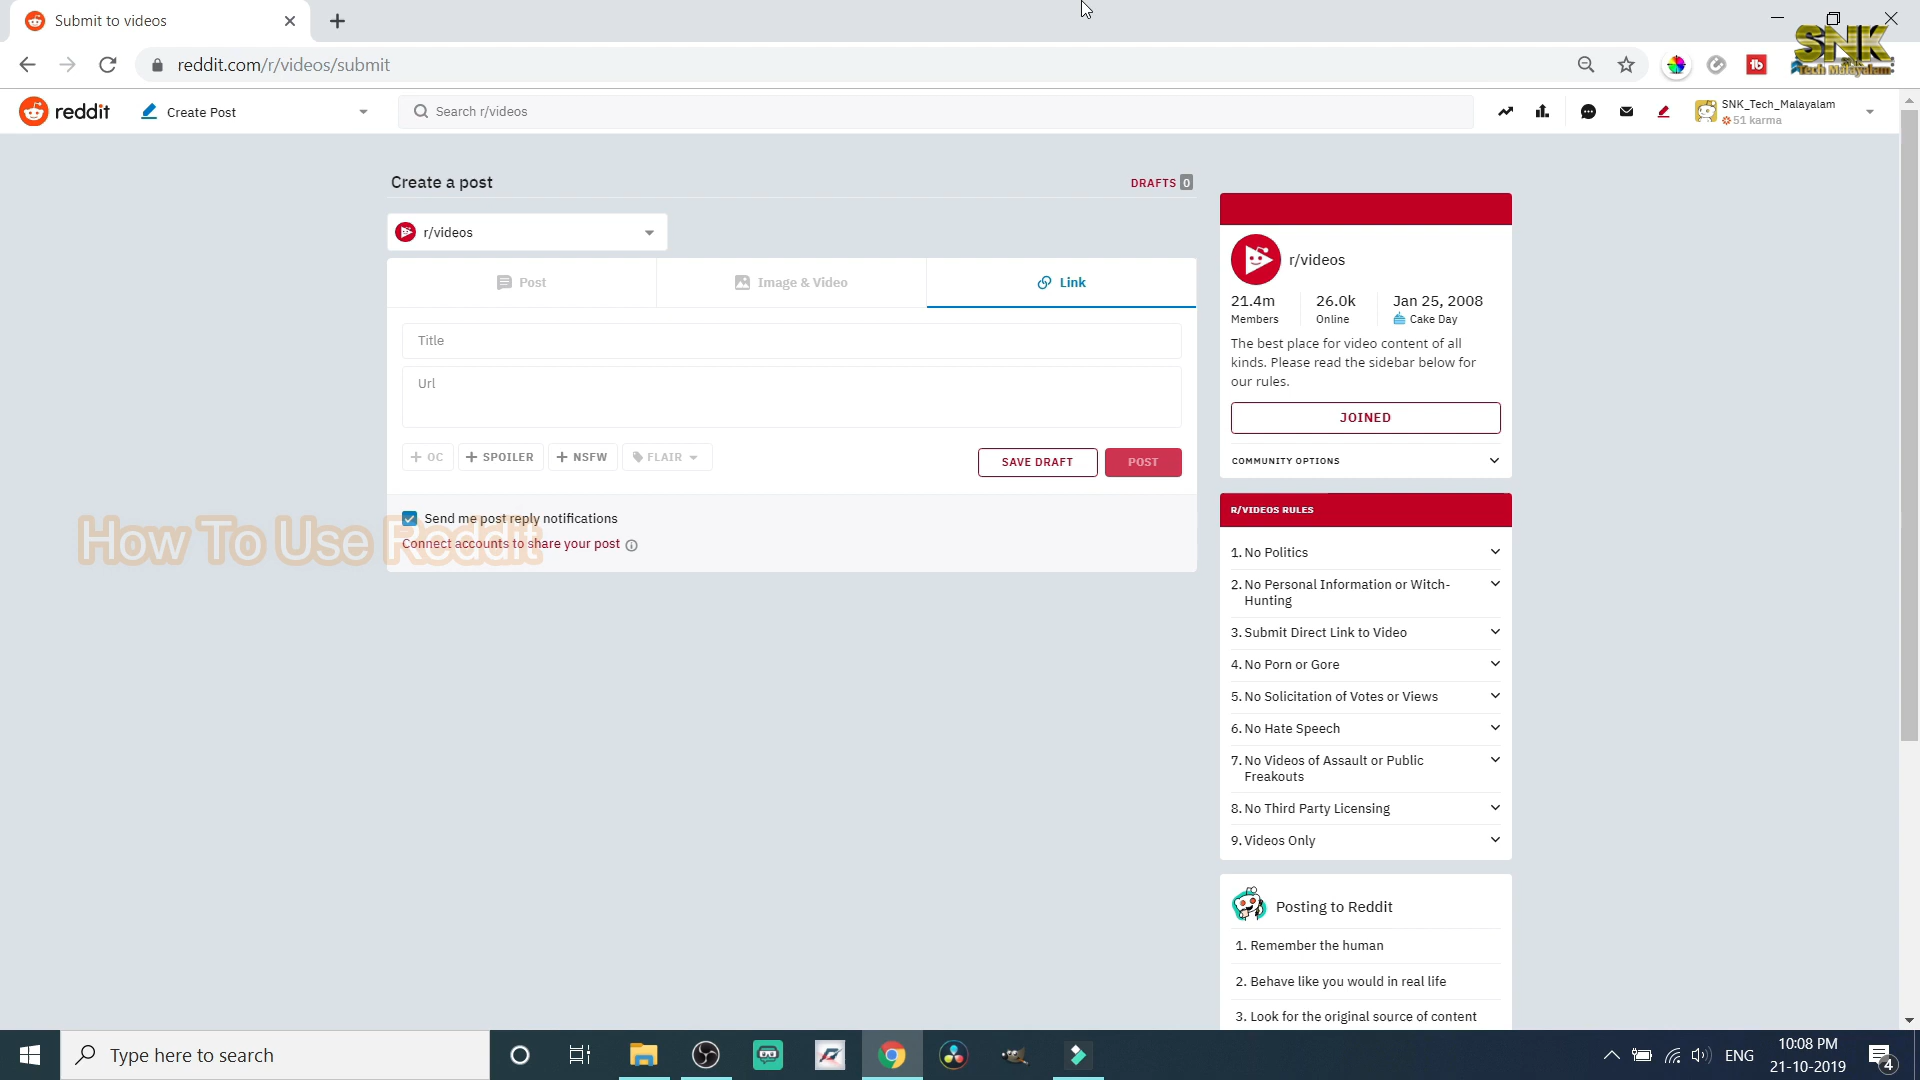 Submit to videos
SNK
Tech Malayalam
reddit.com/r/videos/submit
reddit
Create Post
Search r/videos
SNK_Tech_Malayalam
51 karma
Create a post
DRAFTS 0
r/videos
Post
Image & Video
Link
Title
Url
+ OC
+ SPOILER
+ NSFW
FLAIR
SAVE DRAFT
POST
Send me post reply notifications
Connect accounts to share your post
How To Use Reddit
r/videos
21.4m
Members
26.0k
Online
Jan 25, 2008
Cake Day
The best place for video content of all
kinds. Please read the sidebar below for
our rules.
JOINED
COMMUNITY OPTIONS
R/VIDEOS RULES
1. No Politics
2. No Personal Information or Witch-
Hunting
3. Submit Direct Link to Video
4. No Porn or Gore
5. No Solicitation of Votes or Views
6. No Hate Speech
7. No Videos of Assault or Public
Freakouts
8. No Third Party Licensing
9. Videos Only
Posting to Reddit
1. Remember the human
2. Behave like you would in real life
3. Look for the original source of content
Type here to search
ENG
10:08 PM
21-10-2019
4